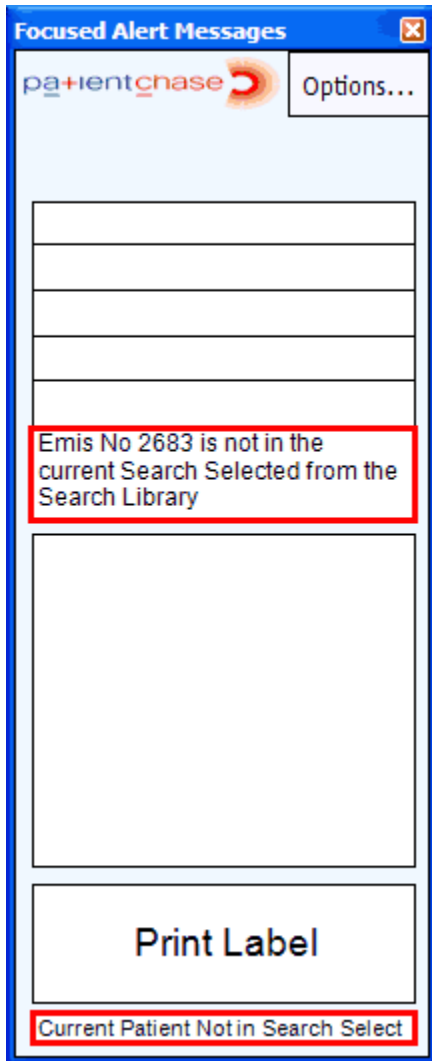 Focused Alert Messages
patientchase
Options...
Emis No 2683 is not in the
current Search Selected from the
Search Library
Print Label
Current Patient Not in Search Select